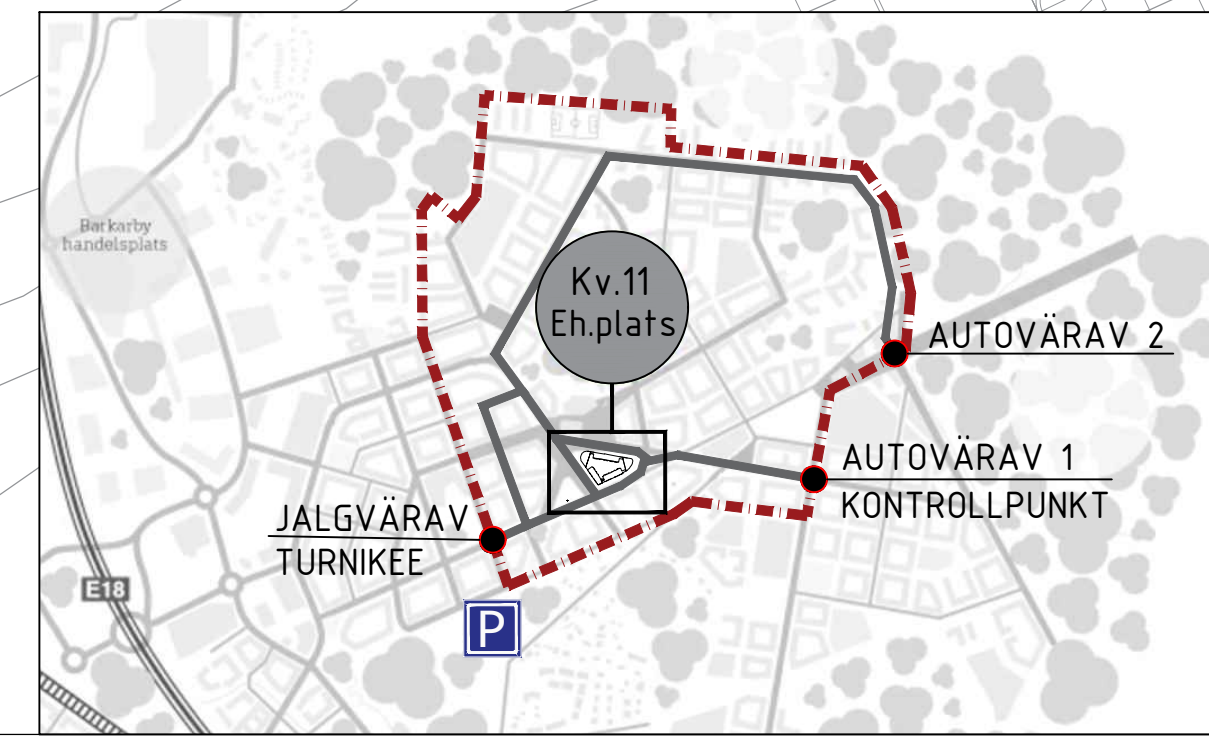 Barkarby
handelsplats
Kv.11
Eh.plats
AUTOVÄRAV 2
AUTOVÄRAV 1
KONTROLLPUNKT
JALGVÄRAV
TURNIKEE
E18
P